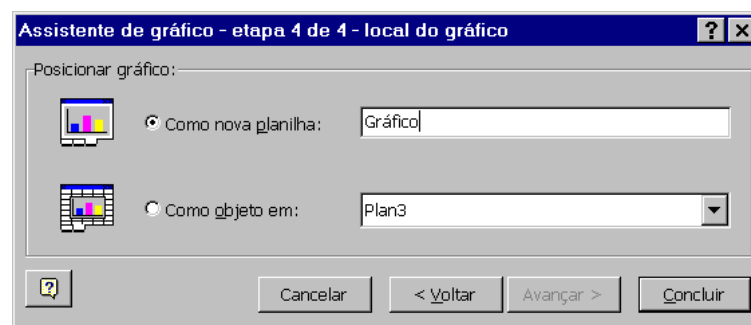 Assistente de gráfico - etapa 4 de 4 - local do gráfico
Posicionar gráfico:
Como nova planilha: Gráfico
Como objeto em: Plan3
Cancelar < Voltar Avançar > Concluir